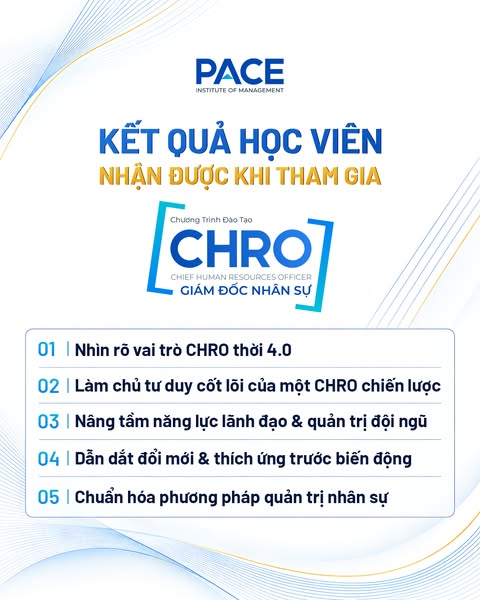 PACE
INSTITUTE OF MANAGEMENT
KẾT QUẢ HỌC VIÊN
NHẬN ĐƯỢC KHI THAM GIA
Chương Trình Đào Tạo
CHRO
CHIEF HUMAN RESOURCES OFFICER
GIÁM ĐỐC NHÂN SỰ
01 | Nhìn rõ vai trò CHRO thời 4.0
02 | Làm chủ tư duy cốt lõi của một CHRO chiến lược
03 | Nâng tầm năng lực lãnh đạo & quản trị đội ngũ
04 | Dẫn dắt đổi mới & thích ứng trước biến động
05 | Chuẩn hóa phương pháp quản trị nhân sự